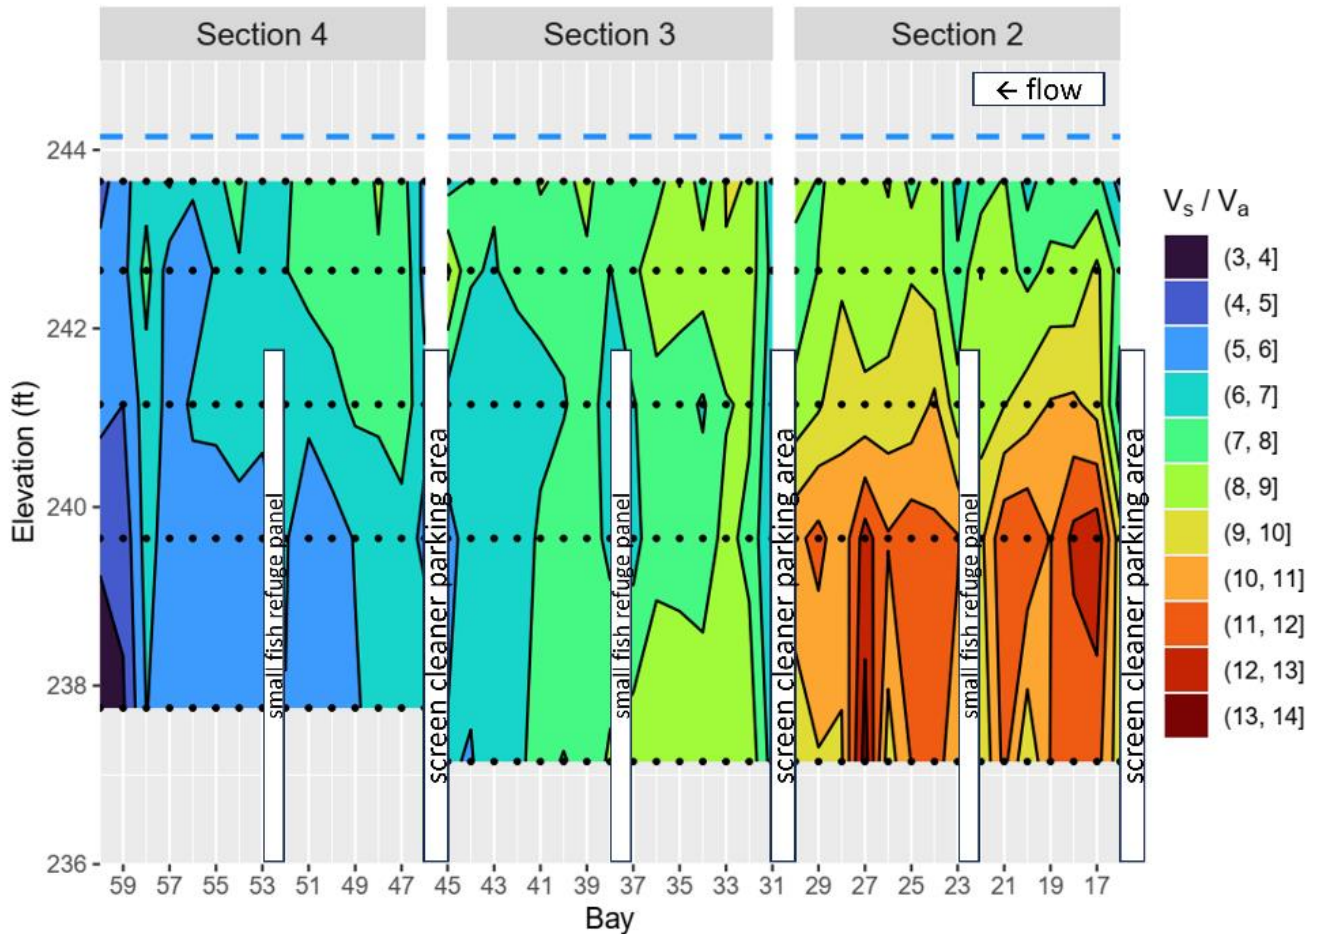 Section 4
Section 3
Section 2
← flow
244
242
240
238
236
Elevation (ft)
small fish refuge panel
screen cleaner parking area
small fish refuge panel
screen cleaner parking area
small fish refuge panel
screen cleaner parking area
59 57 55 53 51 49 47 45 43 41 39 37 35 33 31 29 27 25 23 21 19 17
Bay
Vs / Va
(3, 4]
(4, 5]
(5, 6]
(6, 7]
(7, 8]
(8, 9]
(9, 10]
(10, 11]
(11, 12]
(12, 13]
(13, 14]